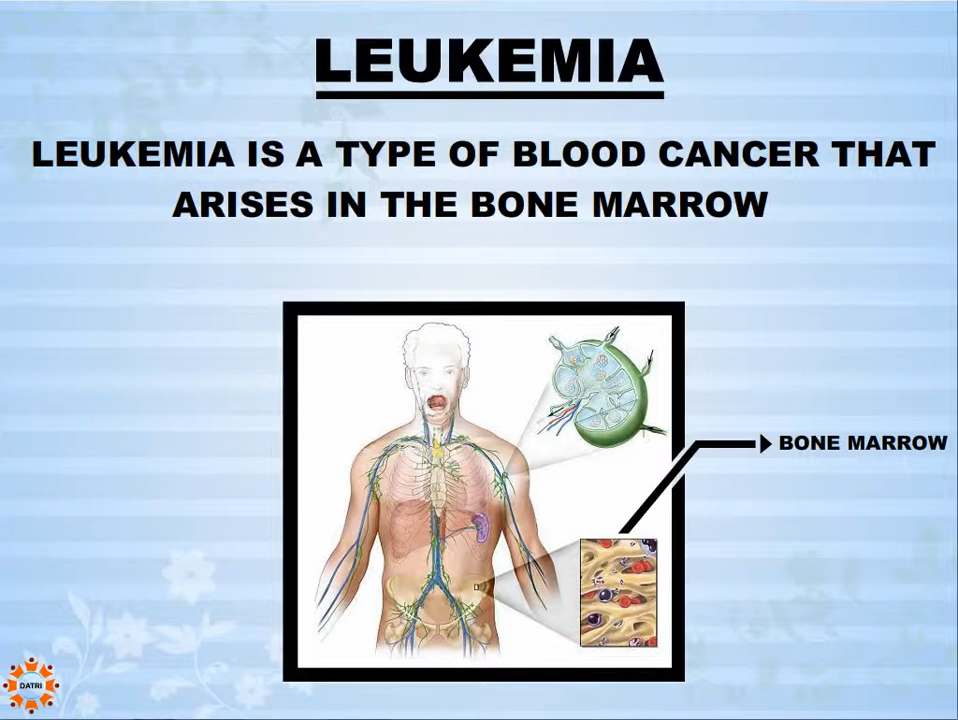 LEUKEMIA
LEUKEMIA IS A TYPE OF BLOOD CANCER THAT
ARISES IN THE BONE MARROW
BONE MARROW
DATRI